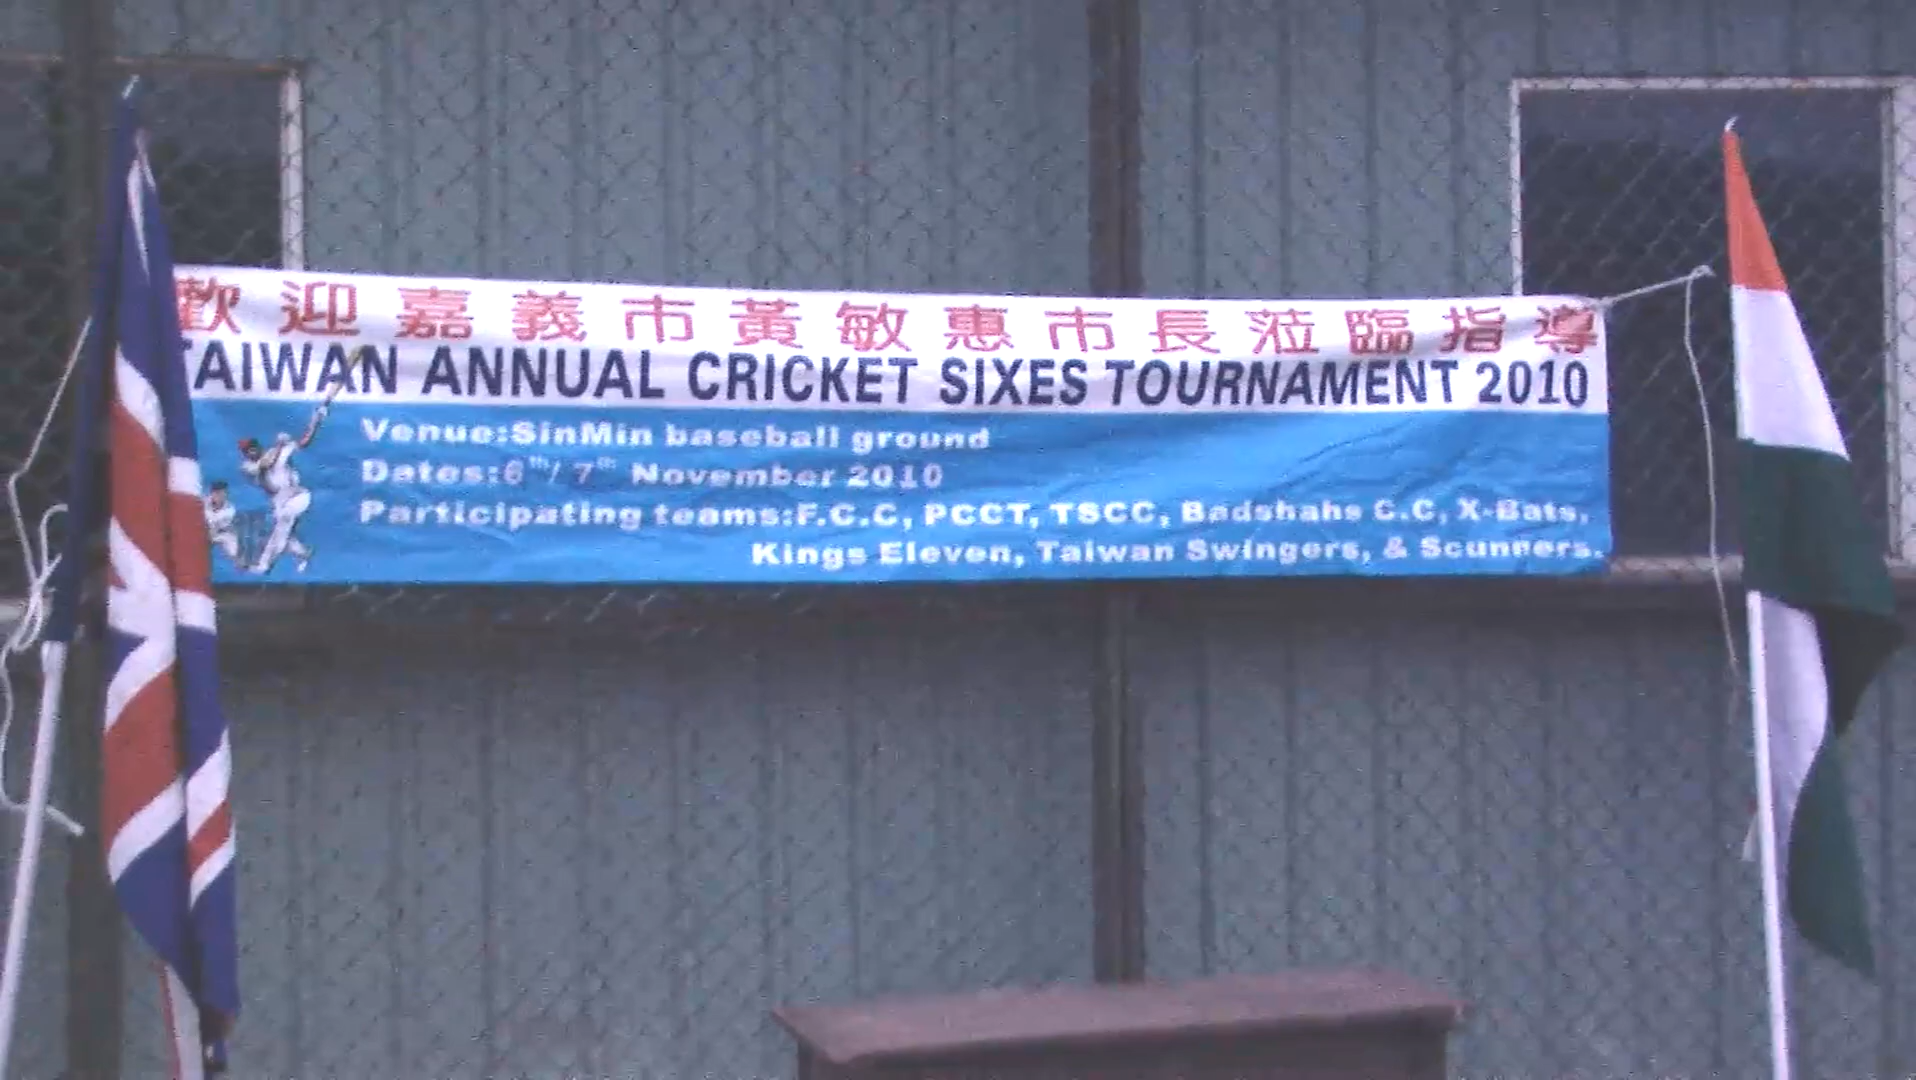 歡迎嘉義市黃敏惠市長蒞臨指導
TAIWAN ANNUAL CRICKET SIXES TOURNAMENT 2010
Venue:SinMin baseball ground
Dates:6th/ 7th November 2010
Participating teams:F.C.C, PCCT, TSCC, Badshahs C.C, X-Bats,
Kings Eleven, Taiwan Swingers, & Scunners.